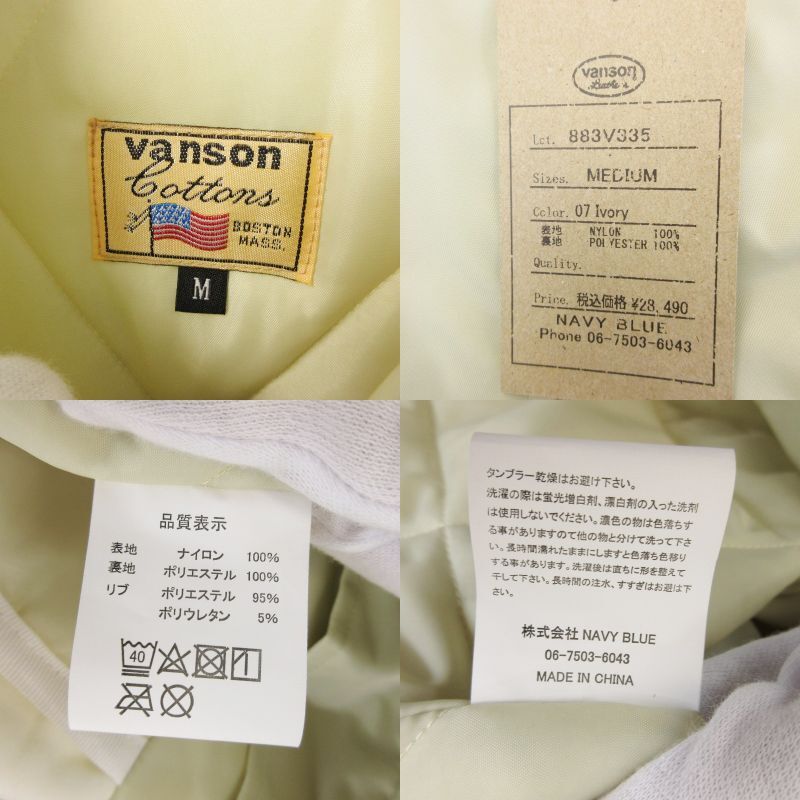 vanson
Cottons
BOSTON
MASS.
M
vanson
Leathers
Lct. 883V335
Sizes. MEDIUM
Color. 07 Ivory
表地 NYLON 100%
裏地 POLYESTER 100%
Quality.
Price. 税込価格 ¥28,490
NAVY BLUE
Phone 06-7503-6043
品質表示
表地 ナイロン 100%
裏地 ポリエステル 100%
リブ ポリエステル 95%
ポリウレタン 5%
40
タンブラー乾燥はお避け下さい。
洗濯の際は蛍光増白剤、漂白剤の入った洗剤
は使用しないでください。濃色の物は色落ちす
る事がありますので他の物と分けて洗って下さ
い。長時間濡れたままにしますと色落ち色移り
する事が有ります。洗濯後は直ちに形を整えて
干して下さい。長時間の注水、すすぎはお避け下
さい。
株式会社 NAVY BLUE
06-7503-6043
MADE IN CHINA